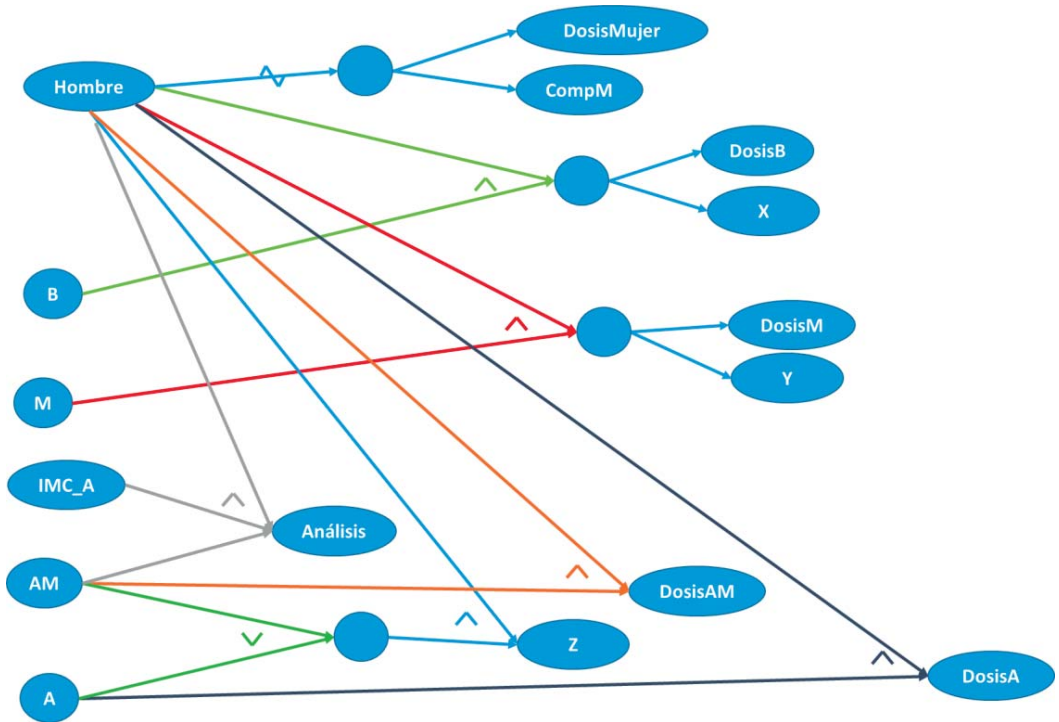 DosisMujer
Hombre
CompM
DosisB
X
B
DosisM
Y
M
IMC_A
Análisis
AM
DosisAM
Z
A
DosisA